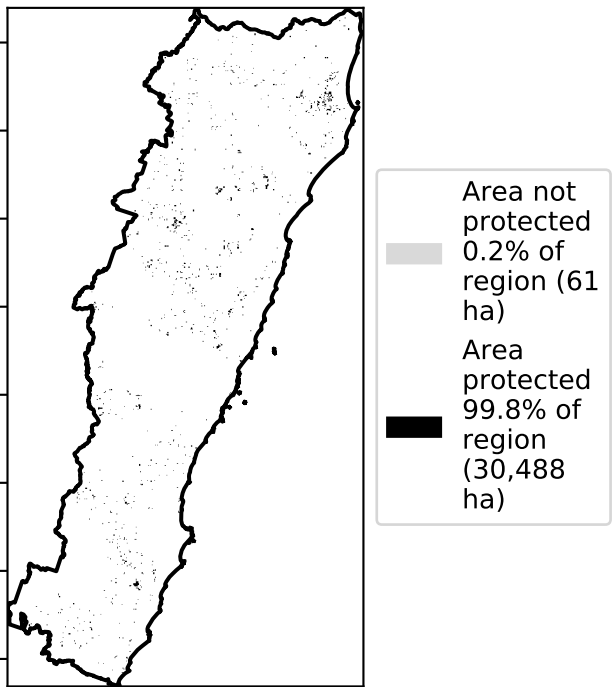 Area not
protected
0.2% of
region (61
ha)
Area
protected
99.8% of
region
(30,488
ha)